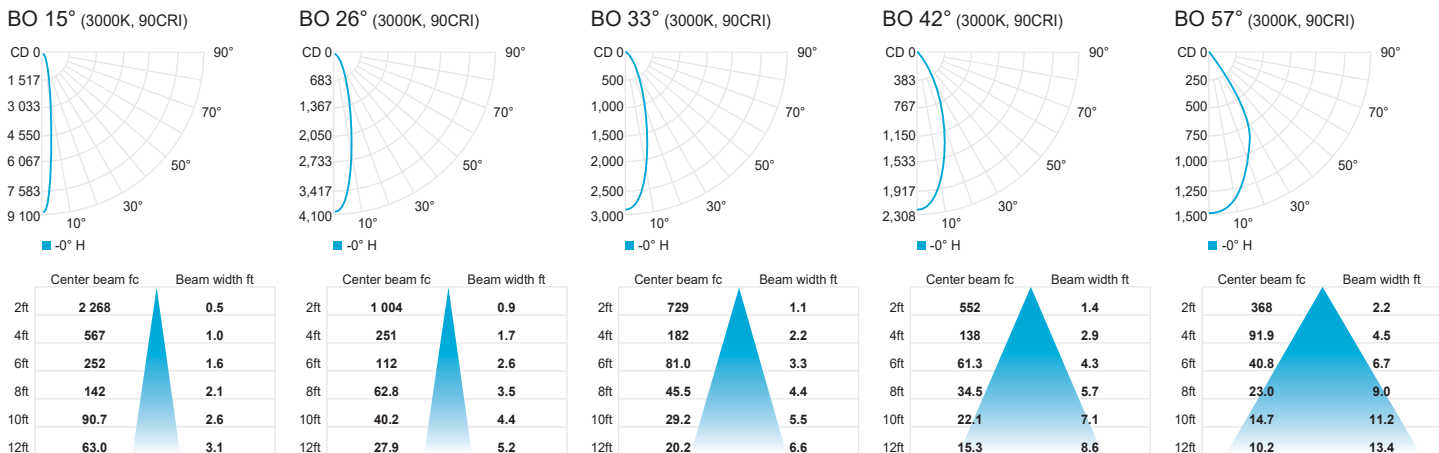 BO 15° (3000K, 90CRI)
CD 0
1 517
3 033
4 550
6 067
7 583
9 100
90°
70°
50°
30°
10°
-0° H
Center beam fc Beam width ft
2ft 2 268 0.5
4ft 567 1.0
6ft 252 1.6
8ft 142 2.1
10ft 90.7 2.6
12ft 63.0 3.1
BO 26° (3000K, 90CRI)
CD 0
683
1,367
2,050
2,733
3,417
4,100
90°
70°
50°
30°
10°
-0° H
Center beam fc Beam width ft
2ft 1 004 0.9
4ft 251 1.7
6ft 112 2.6
8ft 62.8 3.5
10ft 40.2 4.4
12ft 27.9 5.2
BO 33° (3000K, 90CRI)
CD 0
500
1,000
1,500
2,000
2,500
3,000
90°
70°
50°
30°
10°
-0° H
Center beam fc Beam width ft
2ft 729 1.1
4ft 182 2.2
6ft 81.0 3.3
8ft 45.5 4.4
10ft 29.2 5.5
12ft 20.2 6.6
BO 42° (3000K, 90CRI)
CD 0
383
767
1,150
1,533
1,917
2,308
90°
70°
50°
30°
10°
-0° H
Center beam fc Beam width ft
2ft 552 1.4
4ft 138 2.9
6ft 61.3 4.3
8ft 34.5 5.7
10ft 22.1 7.1
12ft 15.3 8.6
BO 57° (3000K, 90CRI)
CD 0
250
500
750
1,000
1,250
1,500
90°
70°
50°
30°
10°
-0° H
Center beam fc Beam width ft
2ft 368 2.2
4ft 91.9 4.5
6ft 40.8 6.7
8ft 23.0 9.0
10ft 14.7 11.2
12ft 10.2 13.4